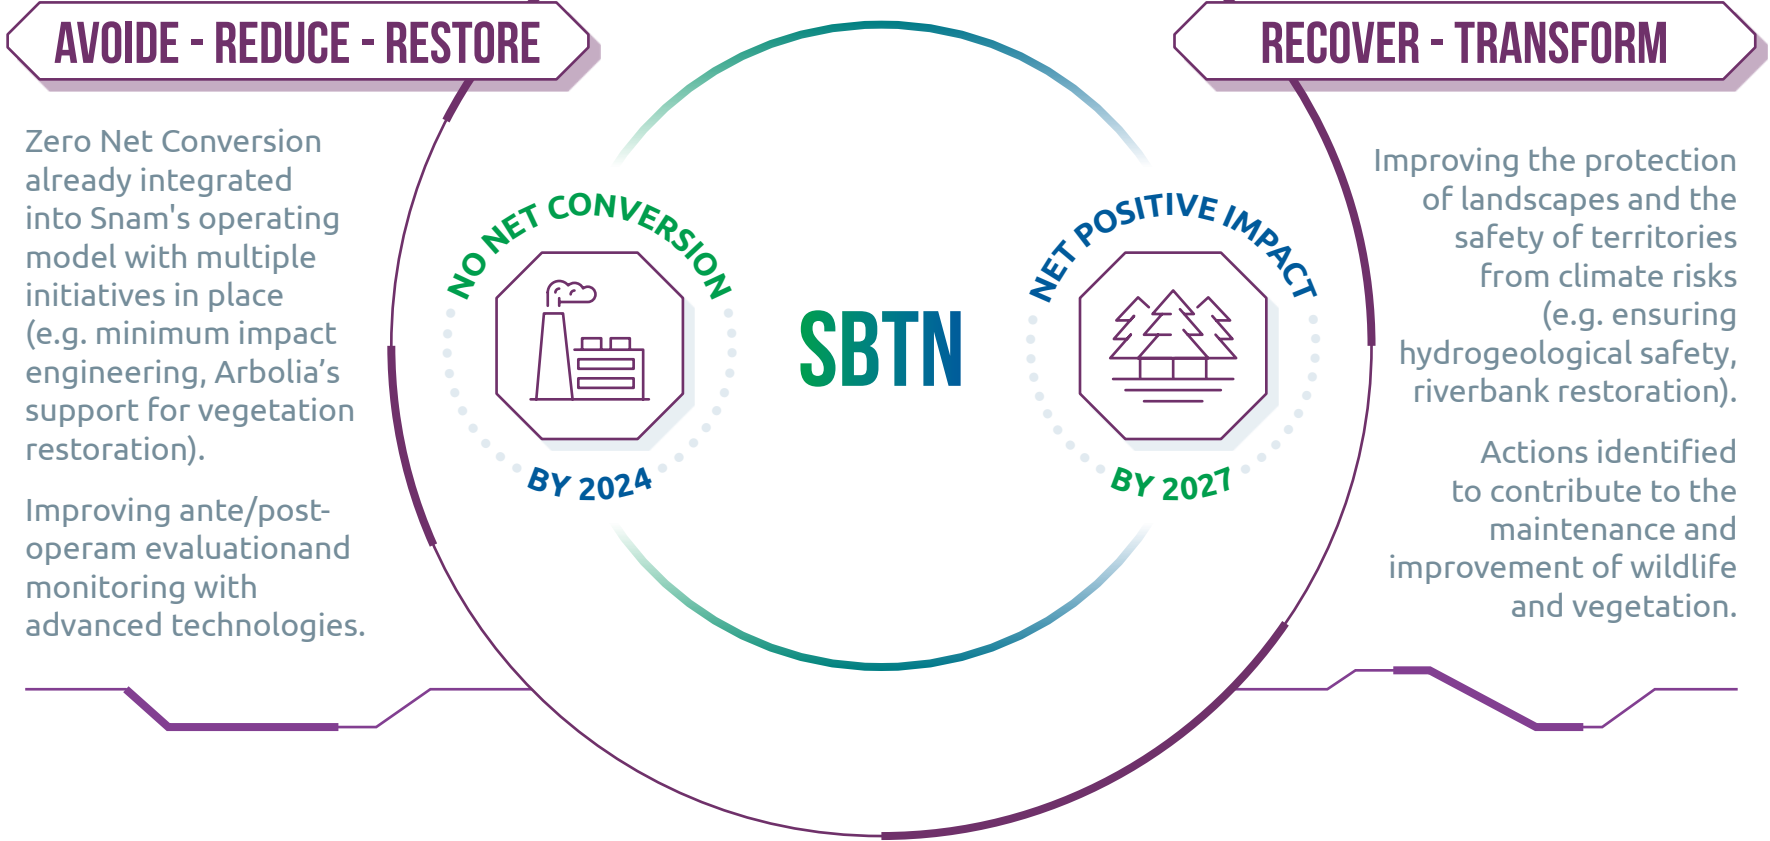 AVOIDE - REDUCE - RESTORE
Zero Net Conversion
already integrated
into Snam's operating
model with multiple
initiatives in place
(e.g. minimum impact
engineering, Arbolia’s
support for vegetation
restoration).
Improving ante/post-
operam evaluationand
monitoring with
advanced technologies.
NO NET CONVERSION
BY 2024
SBTN
NET POSITIVE IMPACT
BY 2027
RECOVER - TRANSFORM
Improving the protection
of landscapes and the
safety of territories
from climate risks
(e.g. ensuring
hydrogeological safety,
riverbank restoration).
Actions identified
to contribute to the
maintenance and
improvement of wildlife
and vegetation.